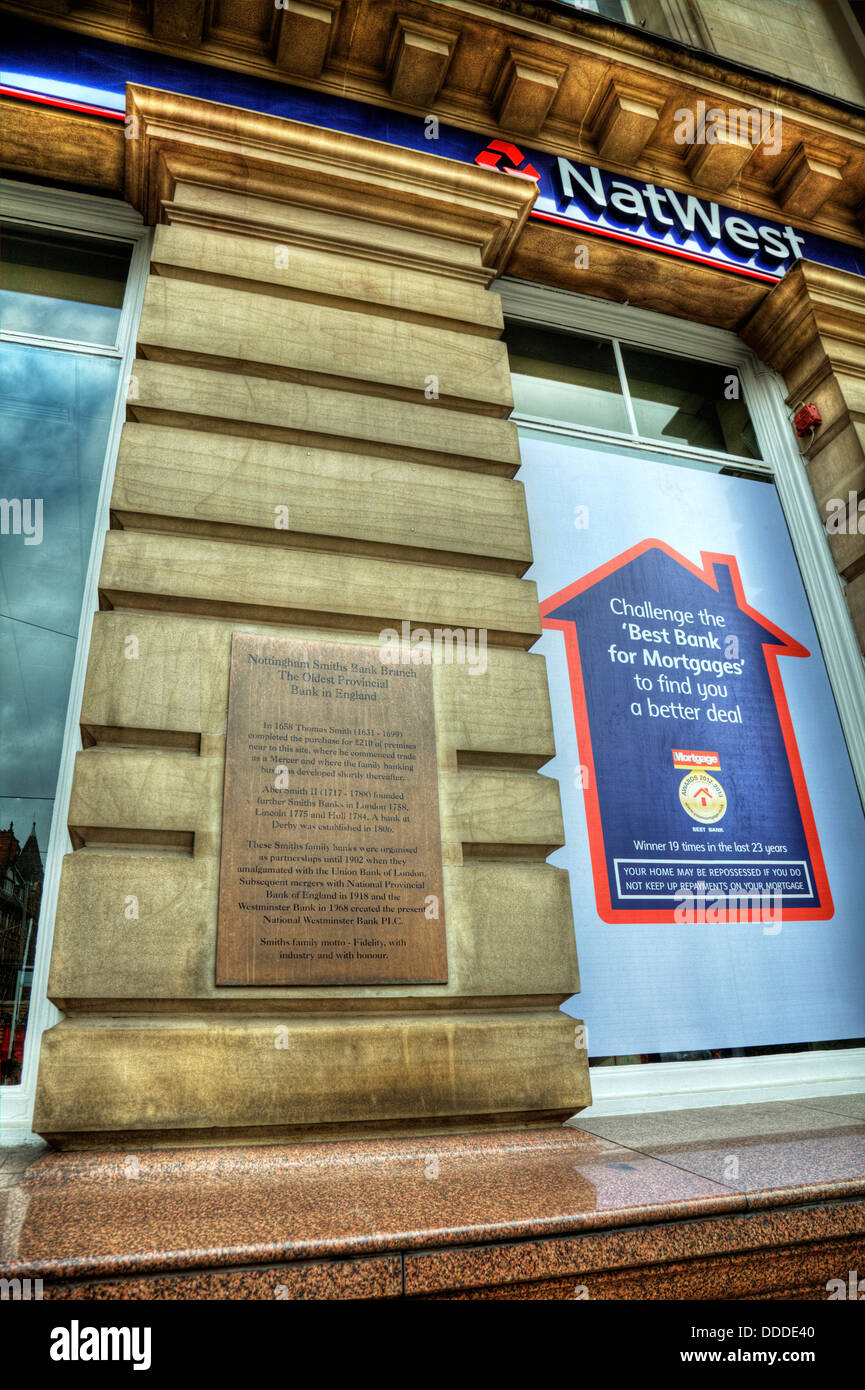 NatWest
Nottingham Smiths Bank Branch
The Oldest Provincial
Bank in England
In 1658 Thomas Smith (1631 - 1699)
completed the purchase for £210 of premises
near to this site, where he commenced trade
as a Mercer and where the family banking
business developed shortly thereafter.
Abel Smith II (1717 - 1788) founded
further Smiths Banks in London 1758,
Lincoln 1775 and Hull 1784. A bank at
Derby was established in 1806.
These Smiths family banks were organised
as partnerships until 1902 when they
amalgamated with the Union Bank of London.
Subsequent mergers with National Provincial
Bank of England in 1918 and the
Westminster Bank in 1968 created the present
National Westminster Bank PLC.
Smiths family motto - Fidelity, with
industry and with honour.
Challenge the
'Best Bank
for Mortgages'
to find you
a better deal
Mortgage
AWARDS 2012-2013
BEST BANK
Winner 19 times in the last 23 years
YOUR HOME MAY BE REPOSSESSED IF YOU DO
NOT KEEP UP REPAYMENTS ON YOUR MORTGAGE
alamy
alamy
a
a
a
a
a
alamy stock photo
DDDE40
www.alamy.com